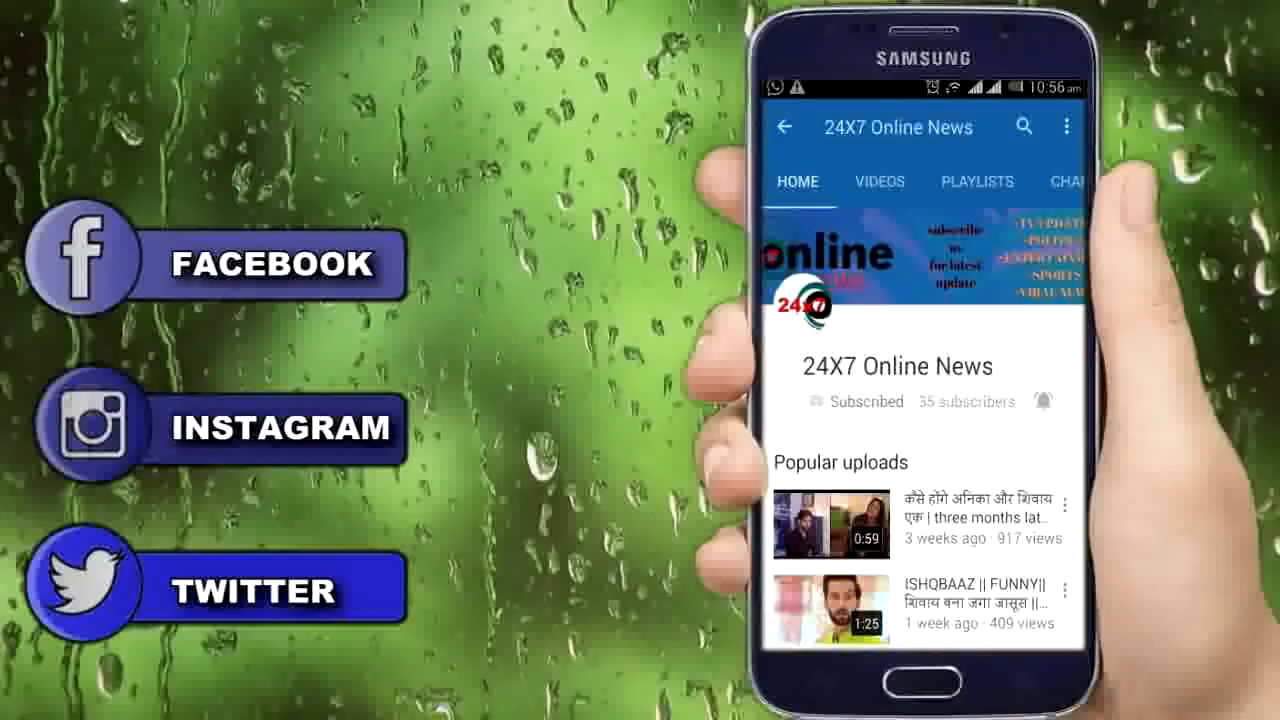 FACEBOOK
INSTAGRAM
TWITTER
SAMSUNG
10:56 am
24X7 Online News
HOME VIDEOS PLAYLISTS CHA
online
subscribe
us
for latest
update
24x7
24X7 Online News
Subscribed 35 subscribers
Popular uploads
0:59
कैसे होंगे अनिका और शिवाय
एक | three months lat..
3 weeks ago · 917 views
1:25
ISHQBAAZ || FUNNY||
शिवाय बना जगा जासूस ||...
1 week ago · 409 views